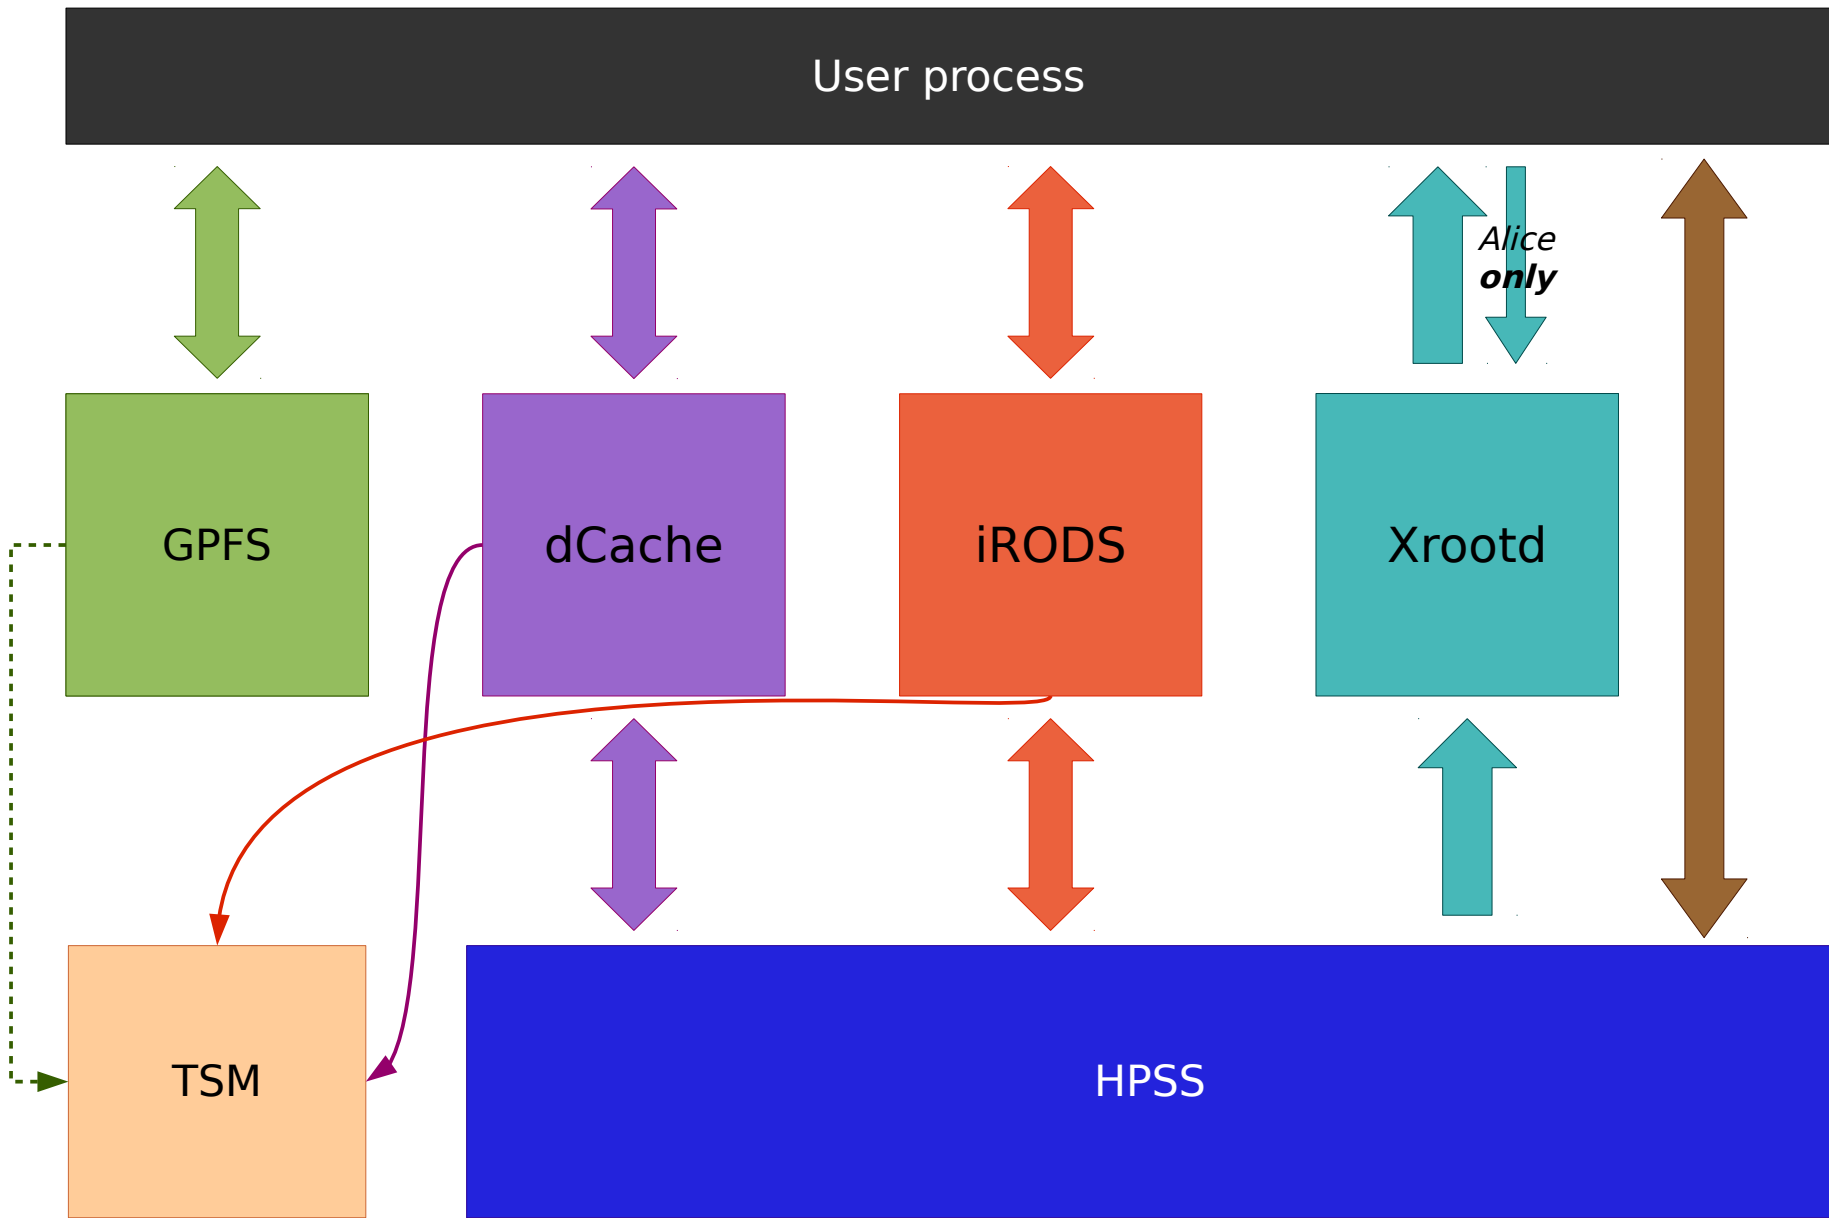 User process
Alice
only
GPFS
dCache
iRODS
Xrootd
TSM
HPSS